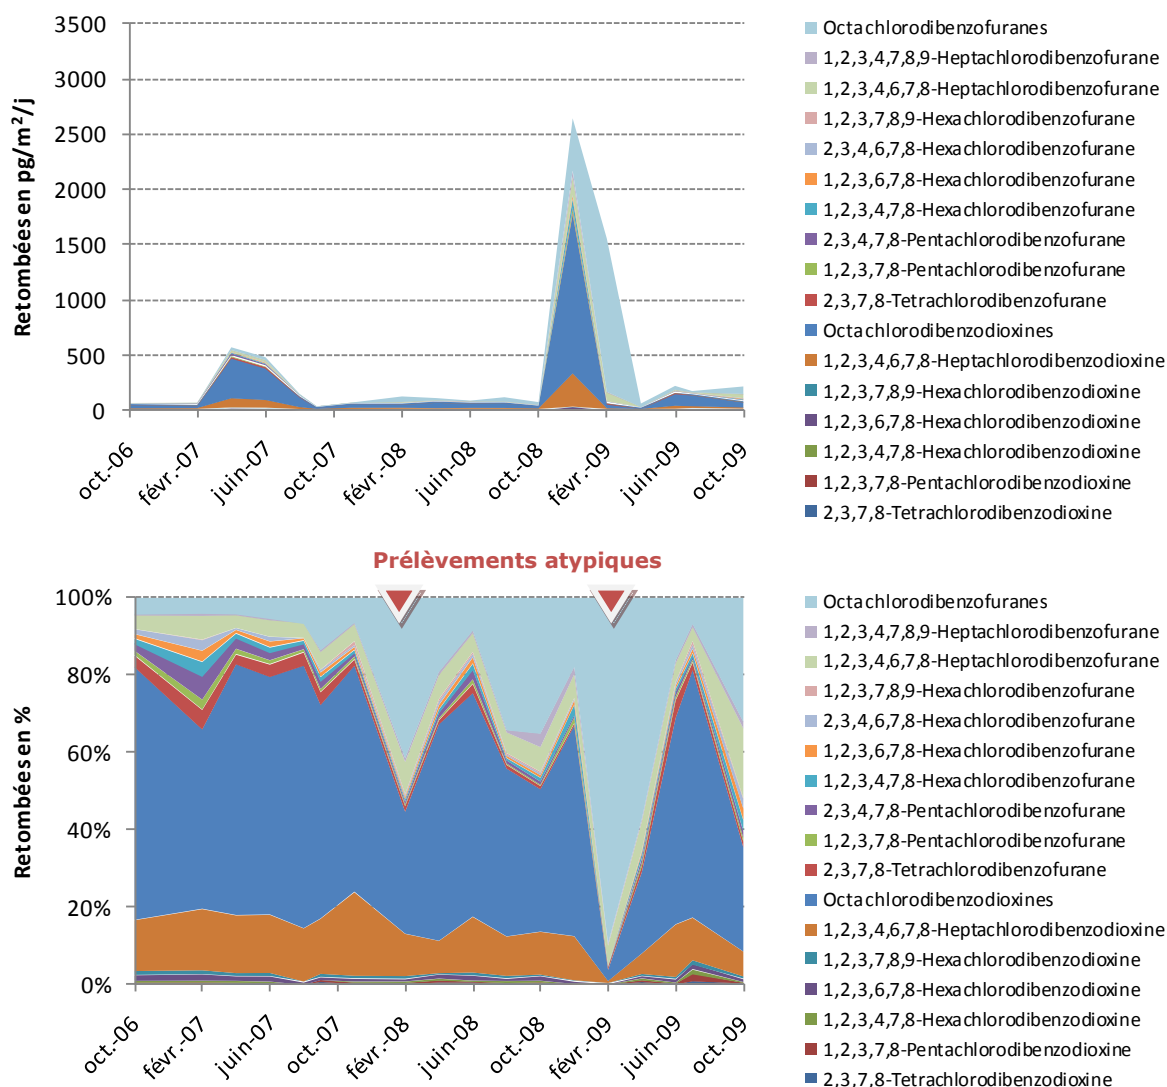 Retombées en pg/m²/j
3500
3000
2500
2000
1500
1000
500
0
oct.-06
févr.-07
juin-07
oct.-07
févr.-08
juin-08
oct.-08
févr.-09
juin-09
oct.-09
Octachlorodibenzofuranes
1,2,3,4,7,8,9-Heptachlorodibenzofurane
1,2,3,4,6,7,8-Heptachlorodibenzofurane
1,2,3,7,8,9-Hexachlorodibenzofurane
2,3,4,6,7,8-Hexachlorodibenzofurane
1,2,3,6,7,8-Hexachlorodibenzofurane
1,2,3,4,7,8-Hexachlorodibenzofurane
2,3,4,7,8-Pentachlorodibenzofurane
1,2,3,7,8-Pentachlorodibenzofurane
2,3,7,8-Tetrachlorodibenzofurane
Octachlorodibenzodioxines
1,2,3,4,6,7,8-Heptachlorodibenzodioxine
1,2,3,7,8,9-Hexachlorodibenzodioxine
1,2,3,6,7,8-Hexachlorodibenzodioxine
1,2,3,4,7,8-Hexachlorodibenzodioxine
1,2,3,7,8-Pentachlorodibenzodioxine
2,3,7,8-Tetrachlorodibenzodioxine
Prélèvements atypiques
Retombées en %
100%
80%
60%
40%
20%
0%
oct.-06
févr.-07
juin-07
oct.-07
févr.-08
juin-08
oct.-08
févr.-09
juin-09
oct.-09
Octachlorodibenzofuranes
1,2,3,4,7,8,9-Heptachlorodibenzofurane
1,2,3,4,6,7,8-Heptachlorodibenzofurane
1,2,3,7,8,9-Hexachlorodibenzofurane
2,3,4,6,7,8-Hexachlorodibenzofurane
1,2,3,6,7,8-Hexachlorodibenzofurane
1,2,3,4,7,8-Hexachlorodibenzofurane
2,3,4,7,8-Pentachlorodibenzofurane
1,2,3,7,8-Pentachlorodibenzofurane
2,3,7,8-Tetrachlorodibenzofurane
Octachlorodibenzodioxines
1,2,3,4,6,7,8-Heptachlorodibenzodioxine
1,2,3,7,8,9-Hexachlorodibenzodioxine
1,2,3,6,7,8-Hexachlorodibenzodioxine
1,2,3,4,7,8-Hexachlorodibenzodioxine
1,2,3,7,8-Pentachlorodibenzodioxine
2,3,7,8-Tetrachlorodibenzodioxine